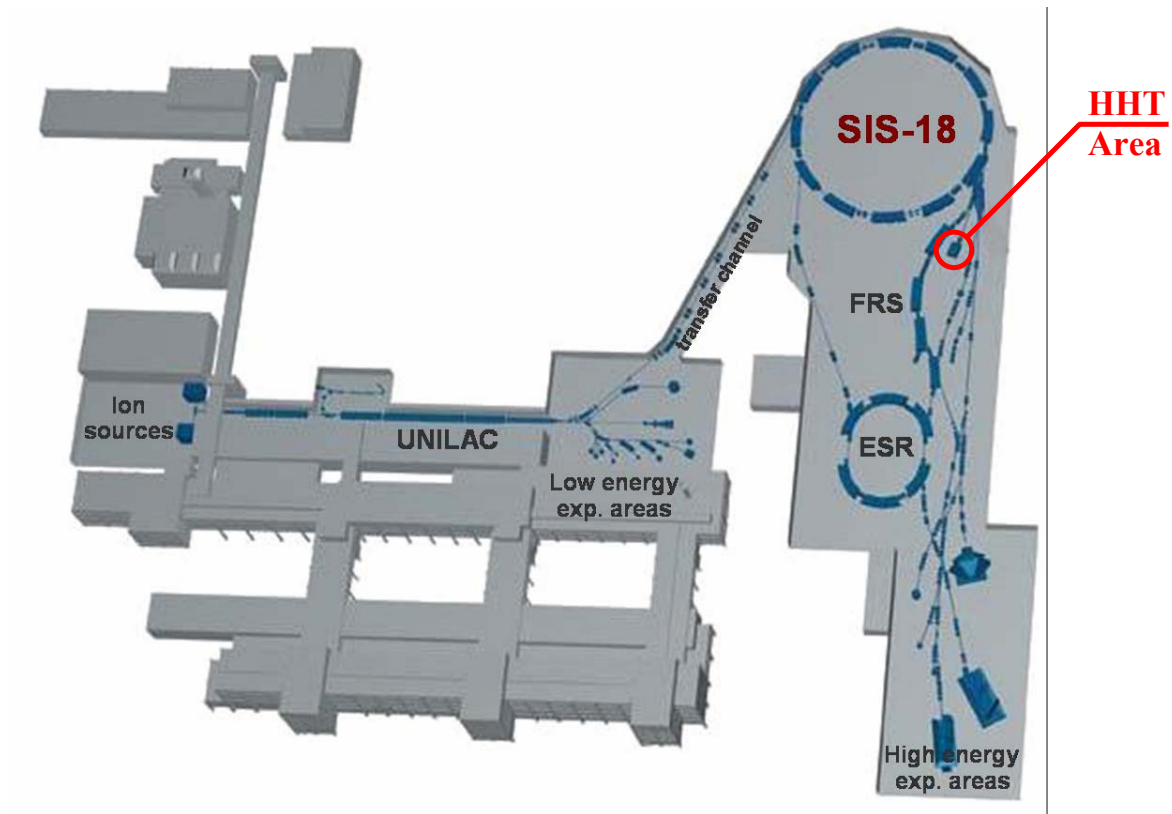 SIS-18
HHT
Area
transfer channel
FRS
Ion
sources
UNILAC
ESR
Low energy
exp. areas
High energy
exp. areas